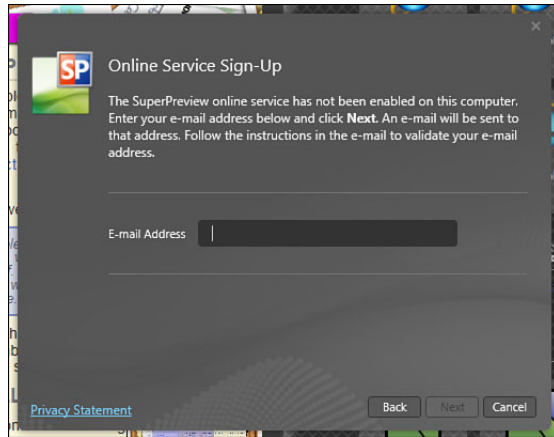 SP
Online Service Sign-Up
The SuperPreview online service has not been enabled on this computer.
Enter your e-mail address below and click Next. An e-mail will be sent to
that address. Follow the instructions in the e-mail to validate your e-mail
address.
E-mail Address
Privacy Statement
Back
Next
Cancel